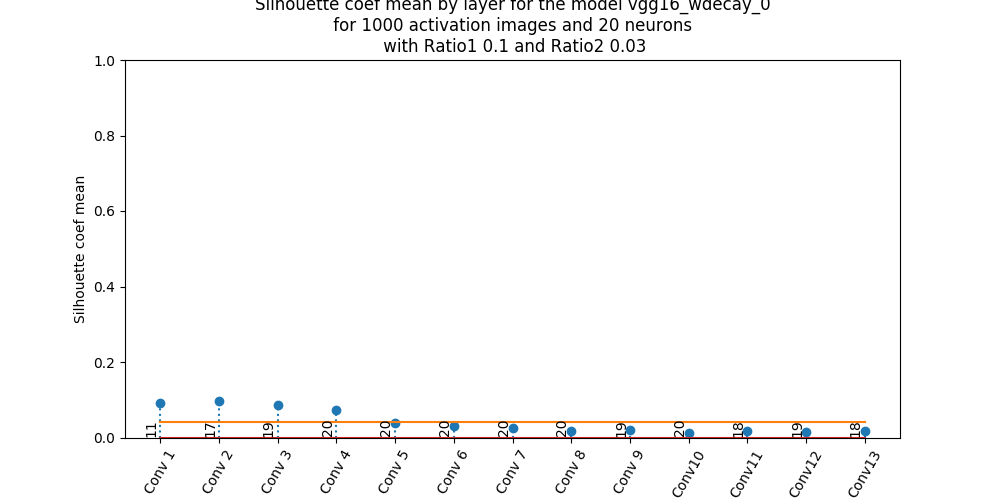 Silhouette coef mean by layer for the model vgg16_wdecay_0
for 1000 activation images and 20 neurons
with Ratio1 0.1 and Ratio2 0.03
1.0
0.8
0.6
0.4
0.2
0.0
Silhouette coef mean
11
17
19
20
20
20
20
20
19
20
18
19
18
Conv 1
Conv 2
Conv 3
Conv 4
Conv 5
Conv 6
Conv 7
Conv 8
Conv 9
Conv10
Conv11
Conv12
Conv13